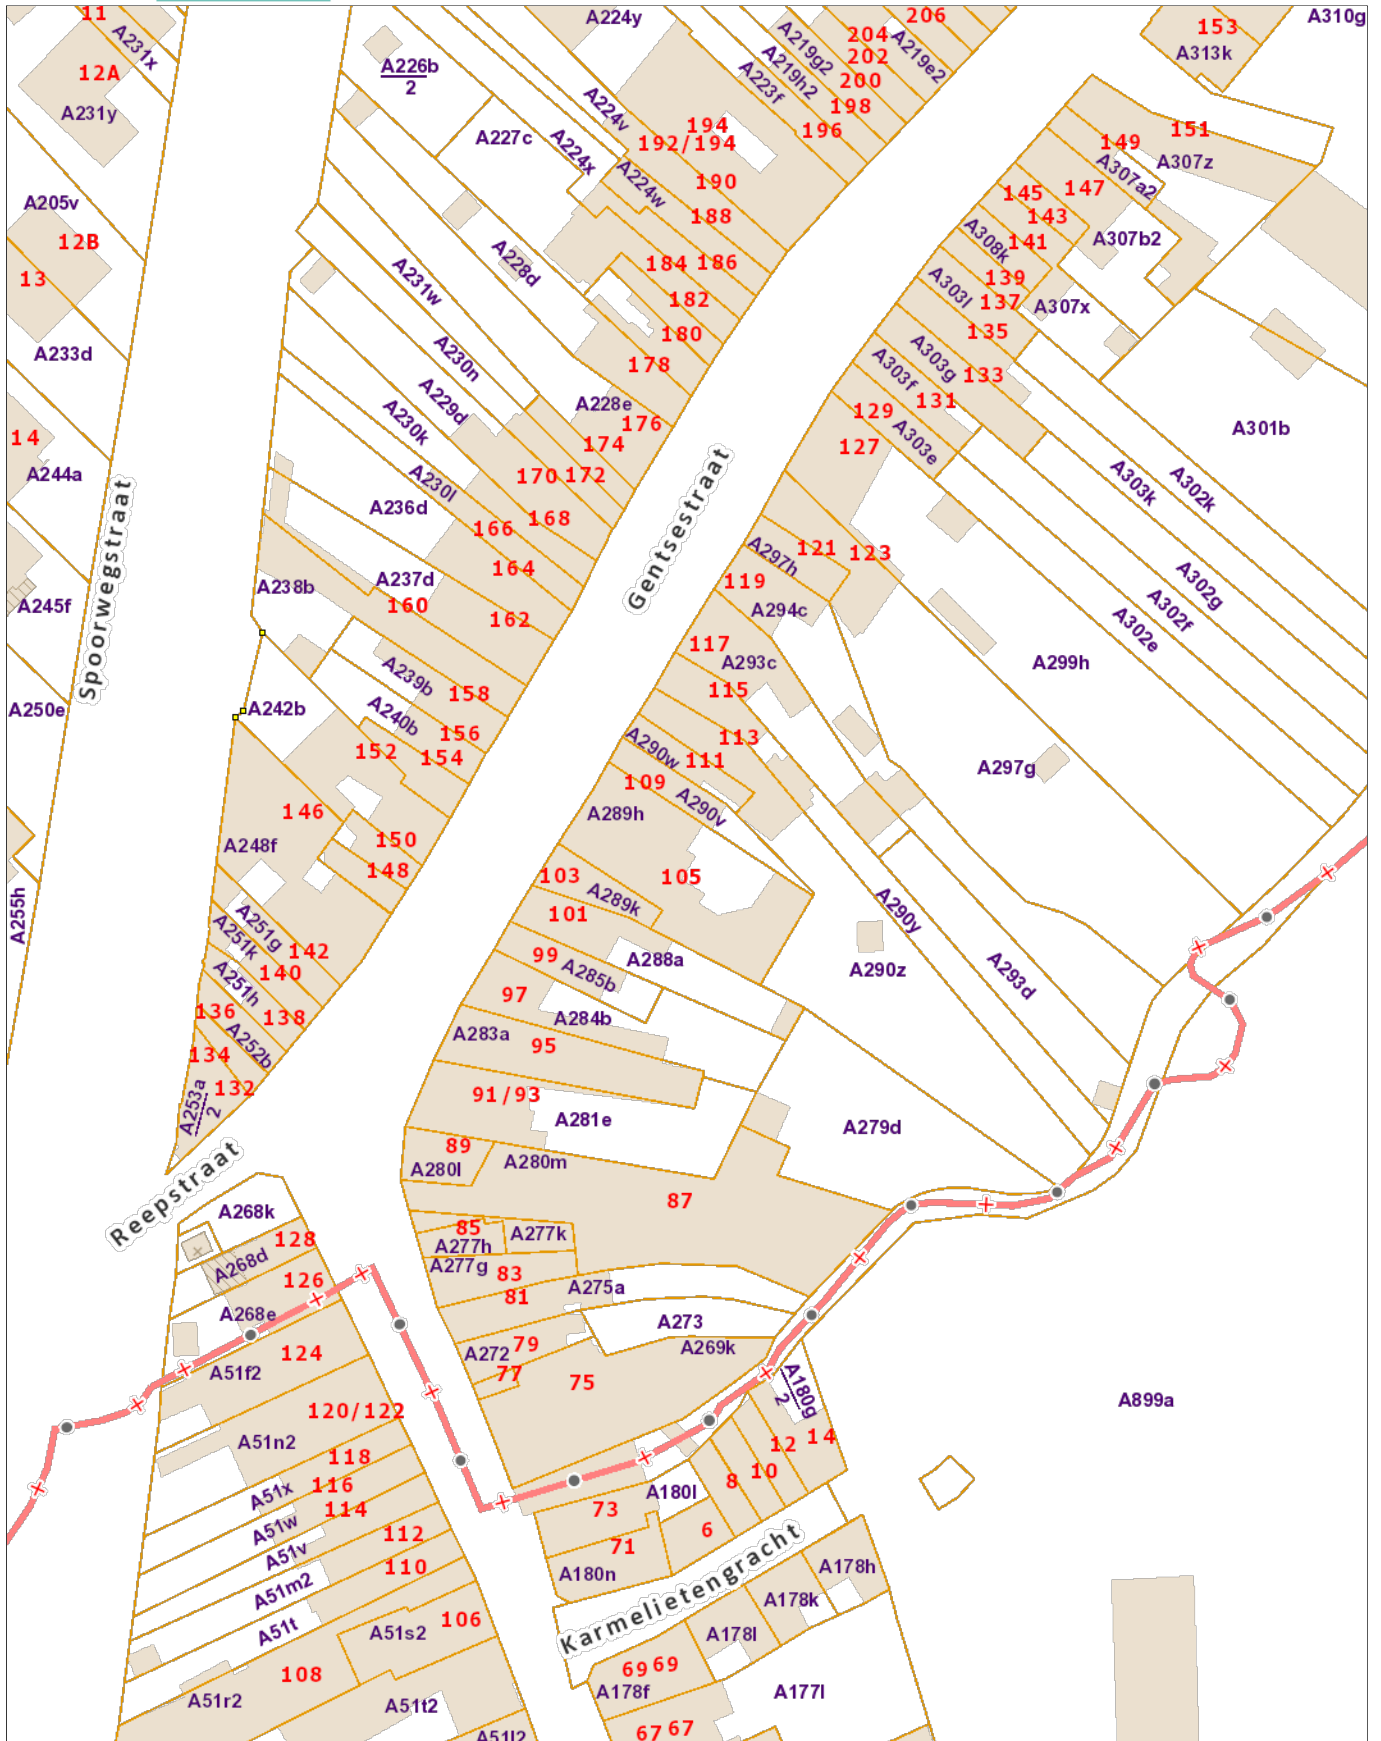 11
A231x
12A
A231y
A224y
206
204
A219e2
202
A219g2
200
A219h2
198
A223f
196
153
A313k
A310g
A226b
2
A227c
A224x
A224v
194
192/194
190
A224w
188
151
149
A307z
A307a2
147
145
143
141
A307b2
A308k
139
A303l
137
A307x
135
A205v
12B
13
A233d
A228d
A231w
184
186
182
180
178
A230n
A229d
A230k
A228e
176
174
170
172
168
166
A230l
164
162
A236d
A303g
133
A303f
131
129
A303e
127
A301b
A302k
A303k
A302g
A302f
A302e
14
A244a
A245f
Spoorwegstraat
Gentsestraat
A237d
A238b
160
158
A239b
156
A240b
154
152
A242b
A250e
121
123
A297h
119
A294c
117
A293c
115
113
A290w
111
109
A290v
A289h
A299h
A297g
146
A248f
150
148
103
105
A289k
101
A255h
A251g
A251k
142
140
A251h
138
136
A252b
134
132
A253a
2
99
A285b
A288a
97
A284b
A283a
95
A290y
A290z
A293d
91/93
A281e
A279d
89
A280l
A280m
87
Reepstraat
A268k
128
A268d
126
A268e
124
A51f2
85
A277k
A277h
A277g
83
81
A275a
A273
A272
79
A269k
77
75
A180g
2
A899a
120/122
A51n2
118
A51x
116
114
A51w
A51v
112
A51m2
110
A51t
106
A51s2
108
A51r2
A51t2
A51l2
73
A180l
71
A180n
6
8
10
12
14
Karmelietengracht
A178h
A178k
A178l
69 69
A178f
A177l
67 67